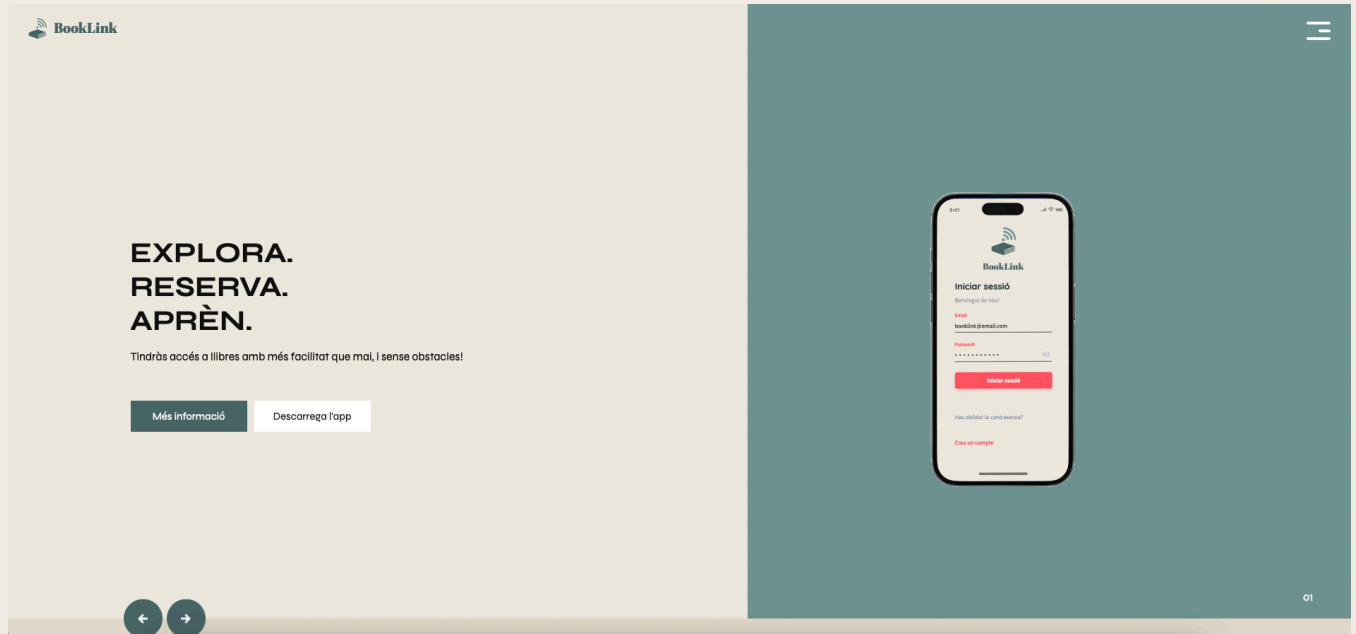 BookLink
EXPLORA.
RESERVA.
APRÈN.
Tindràs accés a llibres amb més facilitat que mai, i sense obstacles!
Més informació
Descarrega l'app
9:41
BookLink
Iniciar sessió
Benvingut de nou!
Email
booklink@email.com
Password
Iniciar sessió
Has oblidat la contrasenya?
Crea un compte
01